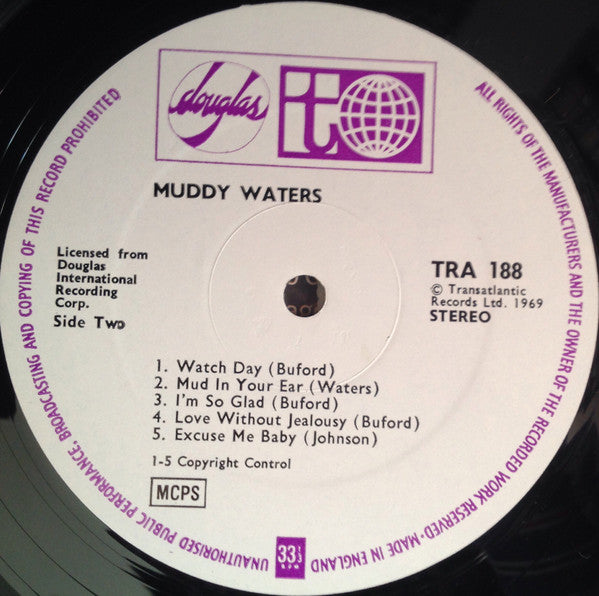 douglas
MUDDY WATERS
Licensed from
Douglas
International
Recording
Corp.
Side Two
TRA 188
© Transatlantic
Records Ltd. 1969
STEREO
1. Watch Day (Buford)
2. Mud In Your Ear (Waters)
3. I'm So Glad (Buford)
4. Love Without Jealousy (Buford)
5. Excuse Me Baby (Johnson)
1-5 Copyright Control
MCPS
33⅓
RPM
ALL RIGHTS OF THE MANUFACTURERS AND THE OWNER OF THE RECORDED WORK RESERVED · MADE IN ENGLAND
UNAUTHORISED PUBLIC PERFORMANCE, BROADCASTING AND COPYING OF THIS RECORD PROHIBITED